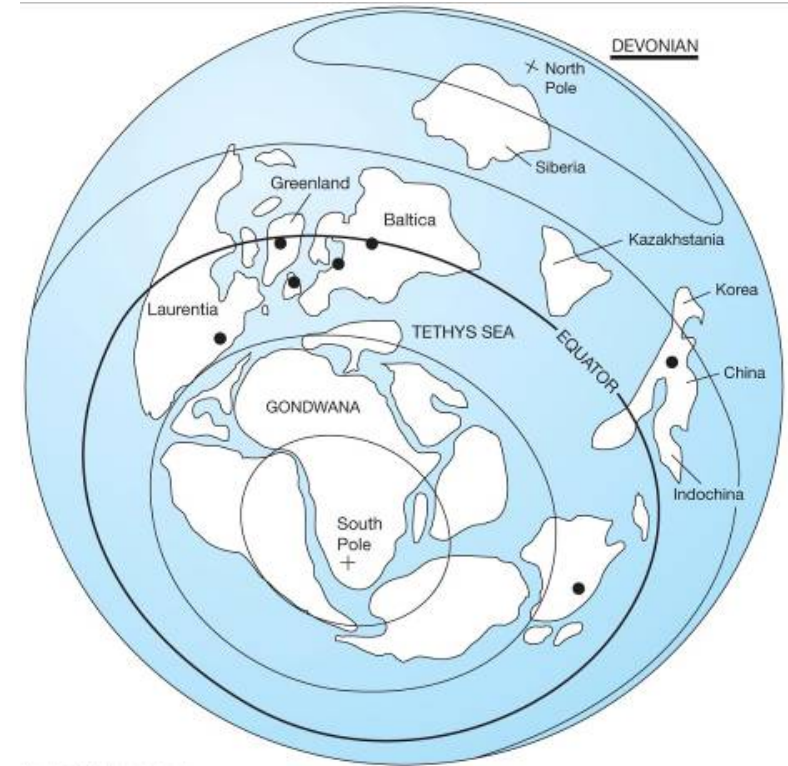 DEVONIAN
North
Pole
Siberia
Greenland
Baltica
Kazakhstania
Korea
Laurentia
TETHYS SEA
EQUATOR
China
GONDWANA
Indochina
South
Pole